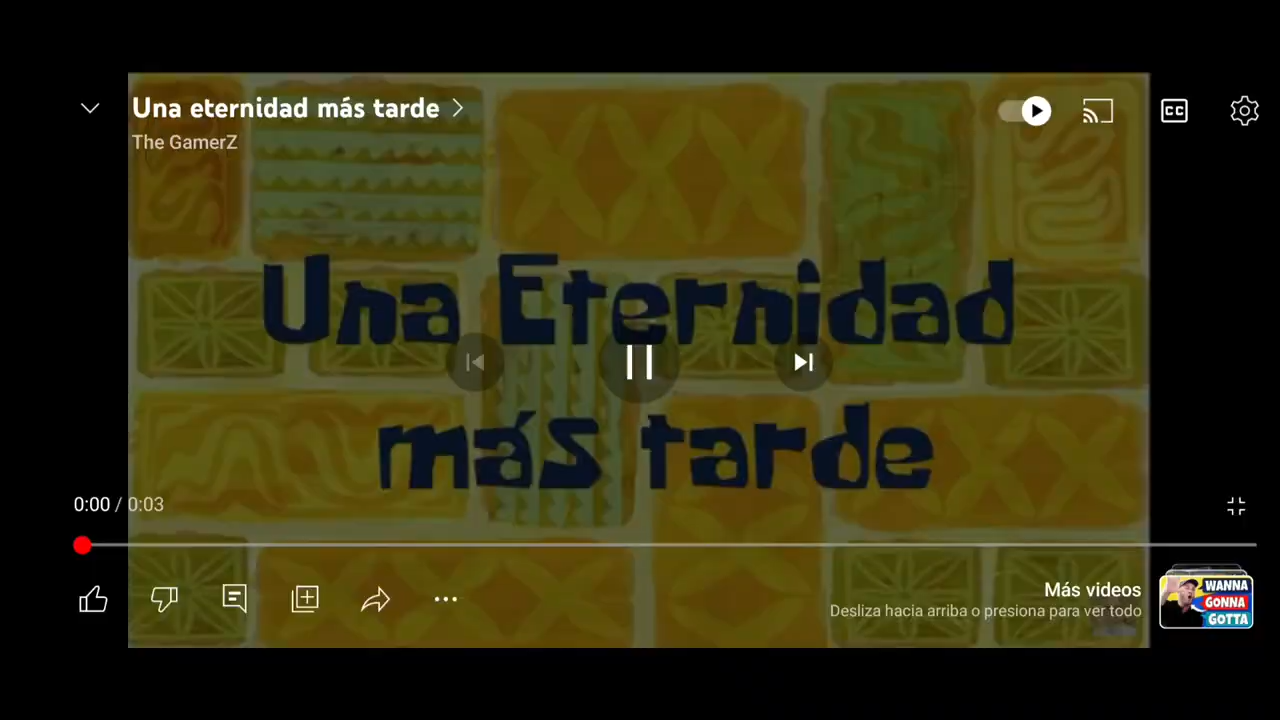 Una eternidad más tarde
The GamerZ
CC
Una Eternidad
más tarde
0:00 / 0:03
Más videos
Desliza hacia arriba o presiona para ver todo
WANNA
GONNA
GOTTA